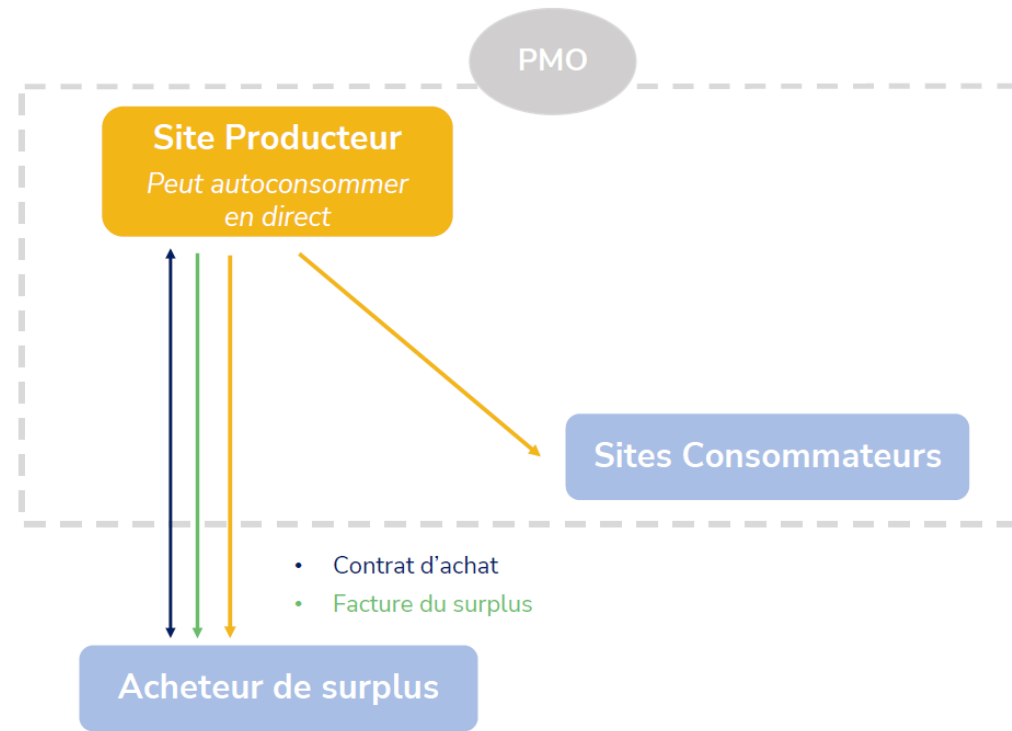 PMO
Site Producteur
Peut autoconsommer
en direct
Sites Consommateurs
• Contrat d’achat
• Facture du surplus
Acheteur de surplus